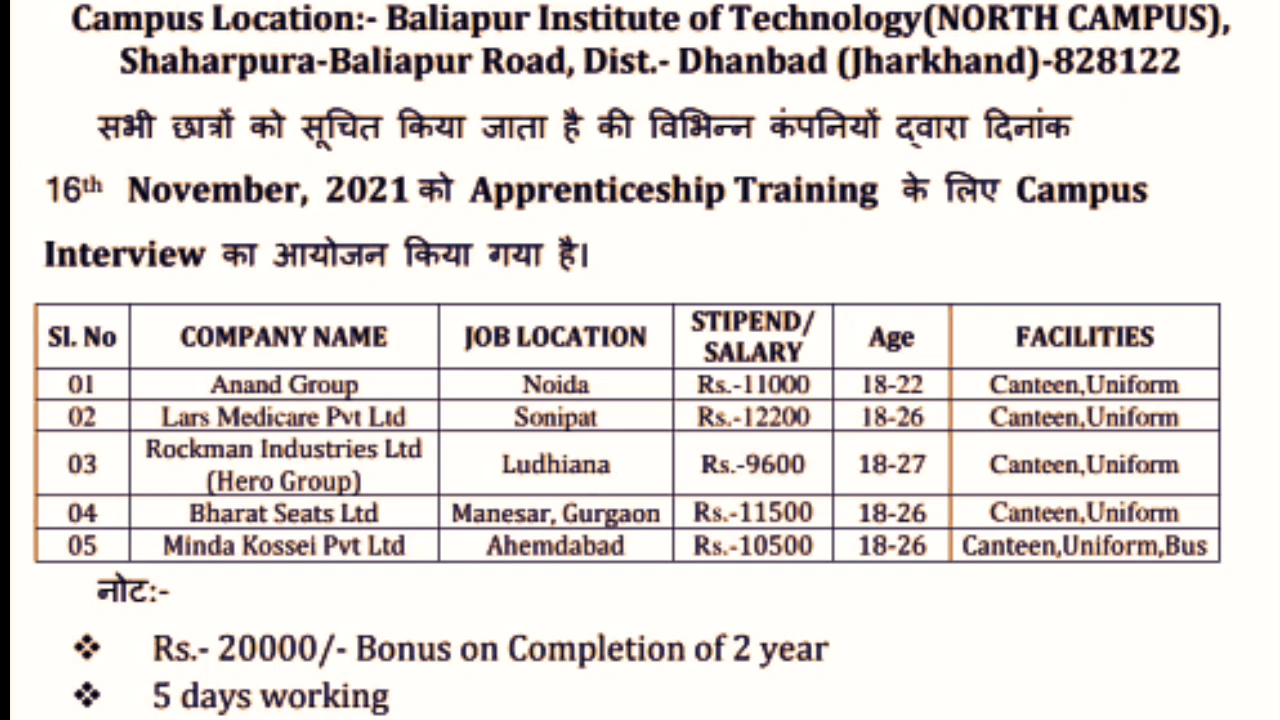 Campus Location:- Baliapur Institute of Technology(NORTH CAMPUS),
Shaharpura-Baliapur Road, Dist.- Dhanbad (Jharkhand)-828122
सभी छात्रों को सूचित किया जाता है की विभिन्न कंपनियों द्वारा दिनांक
16th November, 2021 को Apprenticeship Training के लिए Campus
Interview का आयोजन किया गया है।
Sl. No COMPANY NAME JOB LOCATION STIPEND/ SALARY Age FACILITIES
01 Anand Group Noida Rs.-11000 18-22 Canteen,Uniform
02 Lars Medicare Pvt Ltd Sonipat Rs.-12200 18-26 Canteen,Uniform
03 Rockman Industries Ltd (Hero Group) Ludhiana Rs.-9600 18-27 Canteen,Uniform
04 Bharat Seats Ltd Manesar, Gurgaon Rs.-11500 18-26 Canteen,Uniform
05 Minda Kossei Pvt Ltd Ahemdabad Rs.-10500 18-26 Canteen,Uniform,Bus
नोट:-
❖ Rs.- 20000/- Bonus on Completion of 2 year
❖ 5 days working